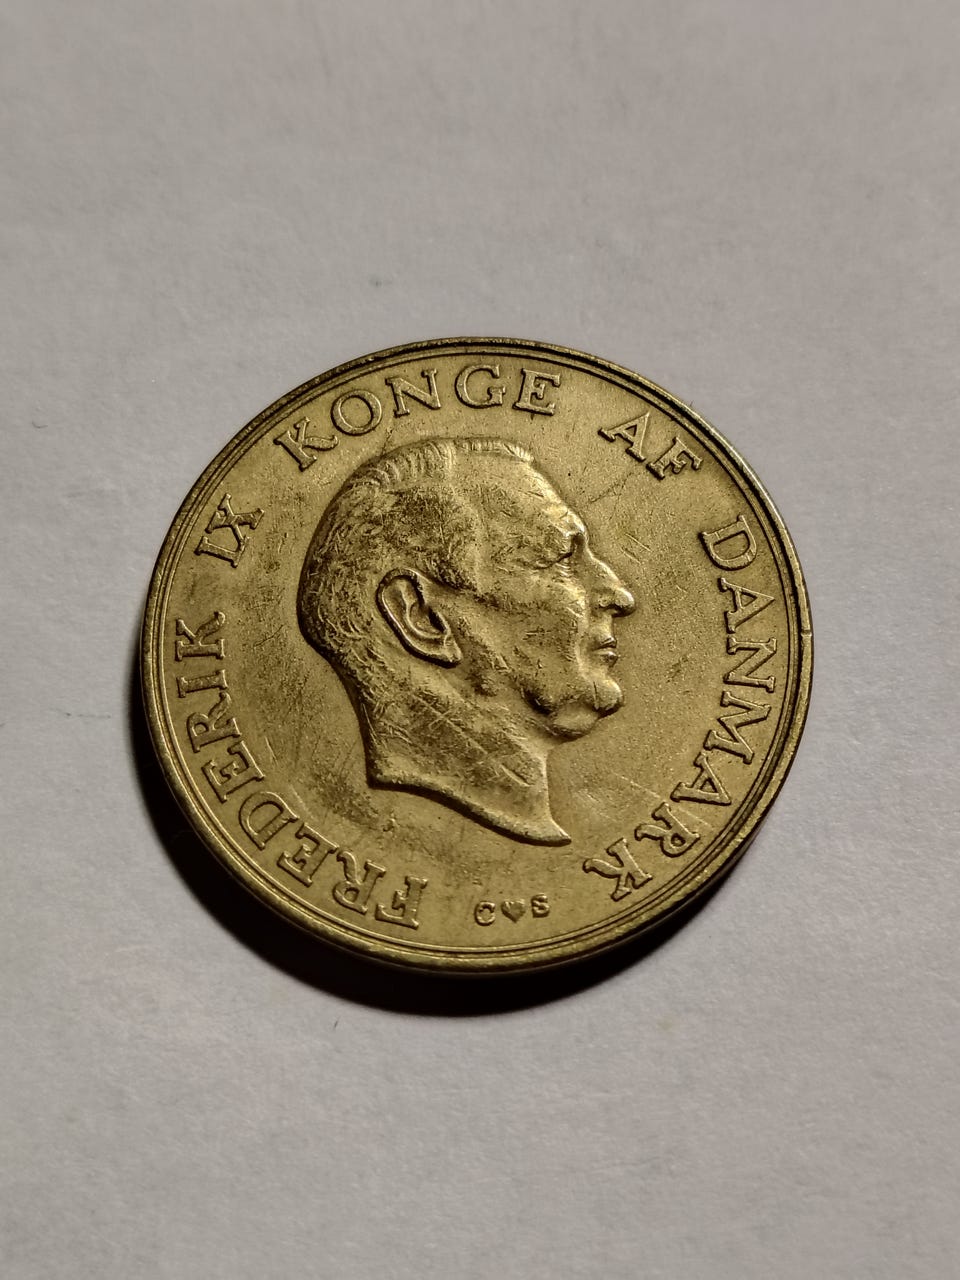 FREDERIK IX KONGE AF DANMARK
C♥S